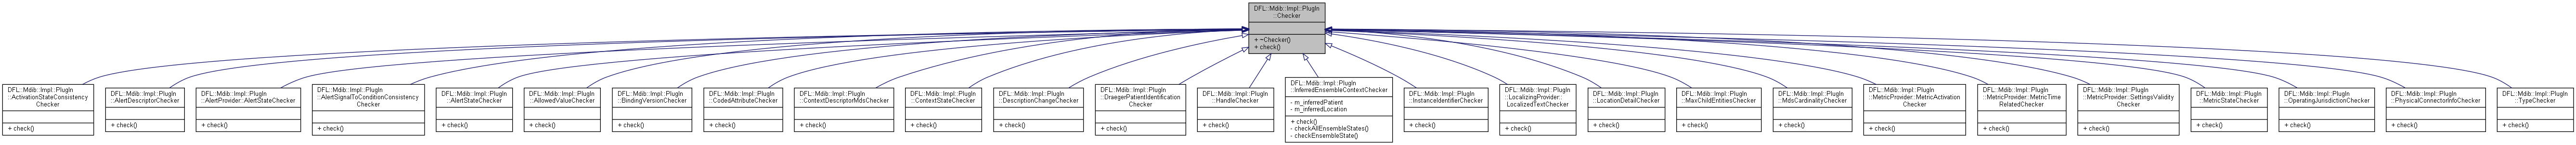 DFL::Mdib::Impl::PlugIn
::Checker
+ ~Checker()
+ check()
DFL::Mdib::Impl::PlugIn
::ActivationStateConsistency
Checker
+ check()
DFL::Mdib::Impl::PlugIn
::AlertDescriptorChecker
+ check()
DFL::Mdib::Impl::PlugIn
::AlertProvider::AlertStateChecker
+ check()
DFL::Mdib::Impl::PlugIn
::AlertSignalToConditionConsistency
Checker
+ check()
DFL::Mdib::Impl::PlugIn
::AlertStateChecker
+ check()
DFL::Mdib::Impl::PlugIn
::AllowedValueChecker
+ check()
DFL::Mdib::Impl::PlugIn
::BindingVersionChecker
+ check()
DFL::Mdib::Impl::PlugIn
::CodedAttributeChecker
+ check()
DFL::Mdib::Impl::PlugIn
::ContextDescriptorMdsChecker
+ check()
DFL::Mdib::Impl::PlugIn
::ContextStateChecker
+ check()
DFL::Mdib::Impl::PlugIn
::DescriptionChangeChecker
+ check()
DFL::Mdib::Impl::PlugIn
::DraegerPatientIdentification
Checker
+ check()
DFL::Mdib::Impl::PlugIn
::HandleChecker
+ check()
DFL::Mdib::Impl::PlugIn
::InferredEnsembleContextChecker
- m_inferredPatient
- m_inferredLocation
+ check()
- checkAllEnsembleStates()
- checkEnsembleState()
DFL::Mdib::Impl::PlugIn
::InstanceIdentifierChecker
+ check()
DFL::Mdib::Impl::PlugIn
::LocalizingProvider::
LocalizedTextChecker
+ check()
DFL::Mdib::Impl::PlugIn
::LocationDetailChecker
+ check()
DFL::Mdib::Impl::PlugIn
::MaxChildEntitiesChecker
+ check()
DFL::Mdib::Impl::PlugIn
::MdsCardinalityChecker
+ check()
DFL::Mdib::Impl::PlugIn
::MetricProvider::MetricActivation
Checker
+ check()
DFL::Mdib::Impl::PlugIn
::MetricProvider::MetricTime
RelatedChecker
+ check()
DFL::Mdib::Impl::PlugIn
::MetricProvider::SettingsValidity
Checker
+ check()
DFL::Mdib::Impl::PlugIn
::MetricStateChecker
+ check()
DFL::Mdib::Impl::PlugIn
::OperatingJurisdictionChecker
+ check()
DFL::Mdib::Impl::PlugIn
::PhysicalConnectorInfoChecker
+ check()
DFL::Mdib::Impl::PlugIn
::TypeChecker
+ check()